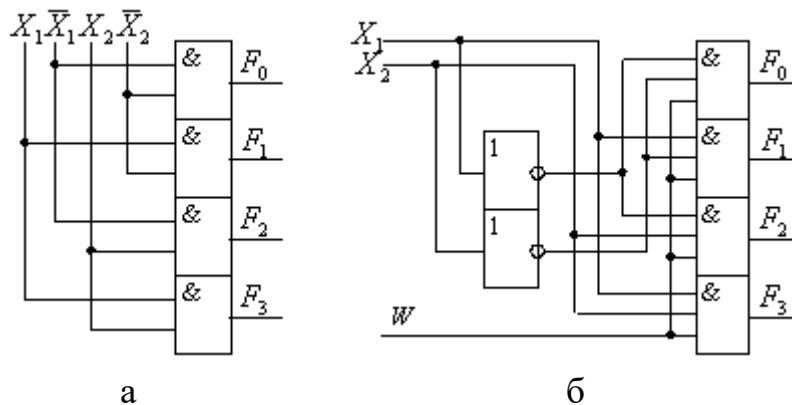 X₁ X̅₁ X₂ X̅₂
& F₀
& F₁
& F₂
& F₃
а
X₁
X₂
1
1
W
& F₀
& F₁
& F₂
& F₃
б